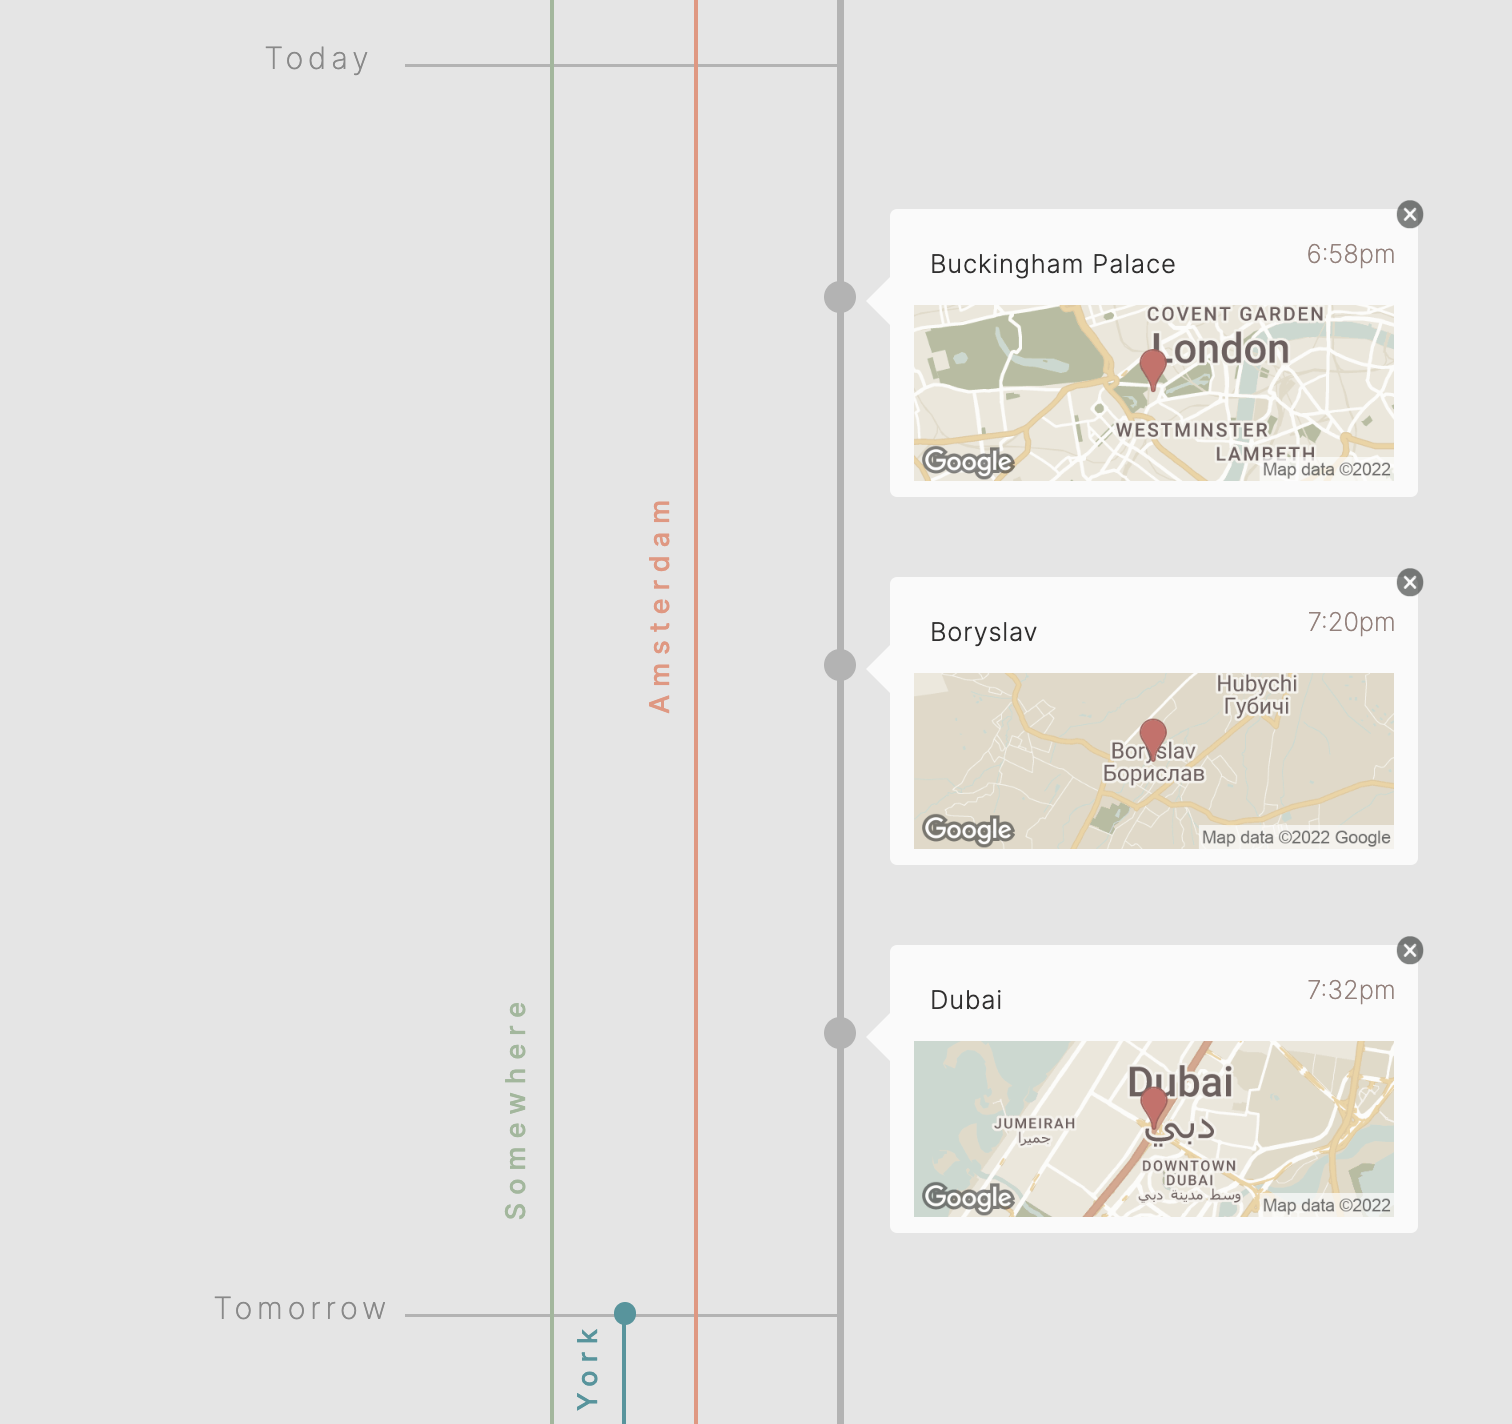 Today
Buckingham Palace
6:58pm
COVENT GARDEN
London
WESTMINSTER
LAMBETH
Google
Map data ©2022
Amsterdam
Boryslav
7:20pm
Hubychi
Губичі
Boryslav
Борислав
Google
Map data ©2022 Google
Somewhere
Dubai
7:32pm
Dubai
دبي
JUMEIRAH
جميرا
DOWNTOWN
DUBAI
وسط مدينة دبي
Google
Map data ©2022
Tomorrow
York